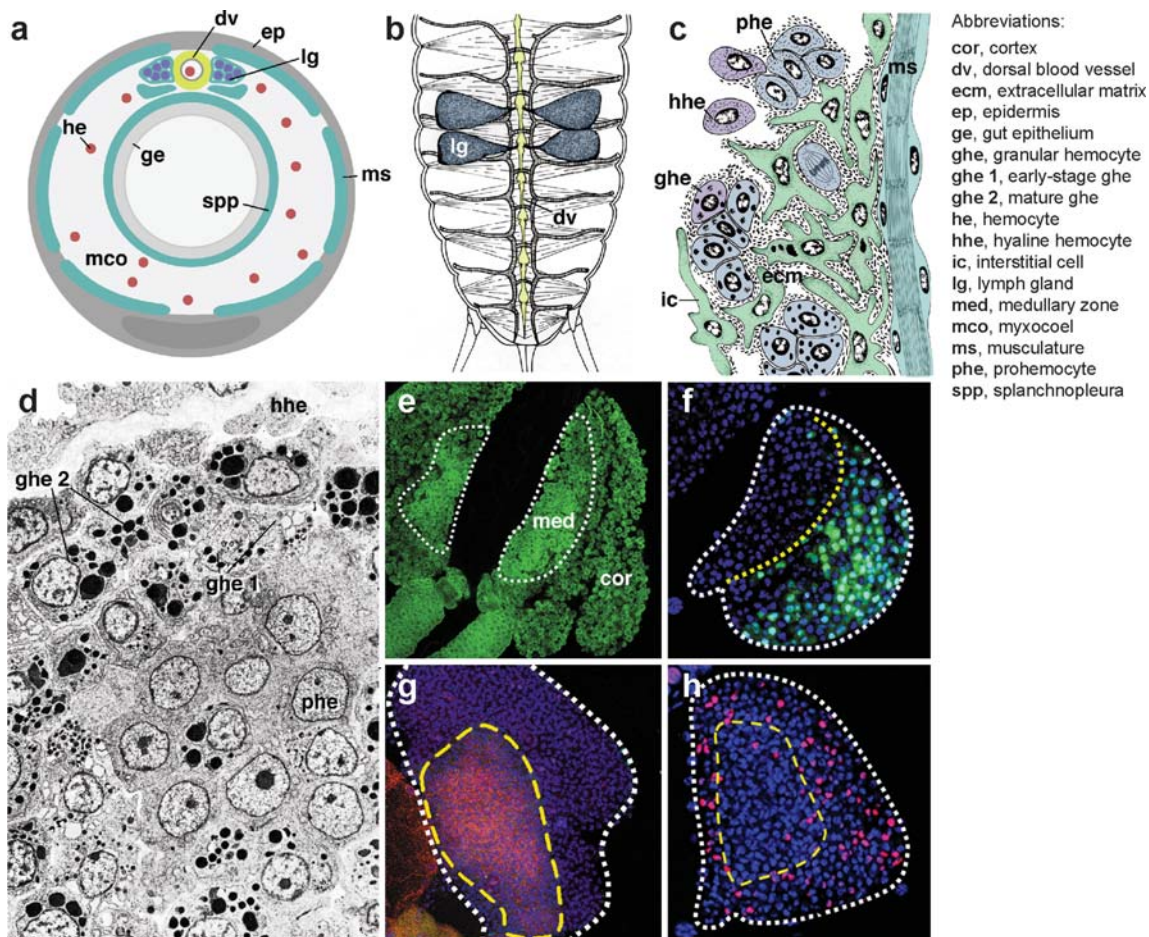 a
dv
ep
lg
he
ge
ms
spp
mco
b
lg
dv
c
phe
ms
hhe
ghe
ecm
ic
Abbreviations:
cor, cortex
dv, dorsal blood vessel
ecm, extracellular matrix
ep, epidermis
ge, gut epithelium
ghe, granular hemocyte
ghe 1, early-stage ghe
ghe 2, mature ghe
he, hemocyte
hhe, hyaline hemocyte
ic, interstitial cell
lg, lymph gland
med, medullary zone
mco, myxocoel
ms, musculature
phe, prohemocyte
spp, splanchnopleura
d
hhe
ghe 2
ghe 1
phe
e
med
cor
f
g
h